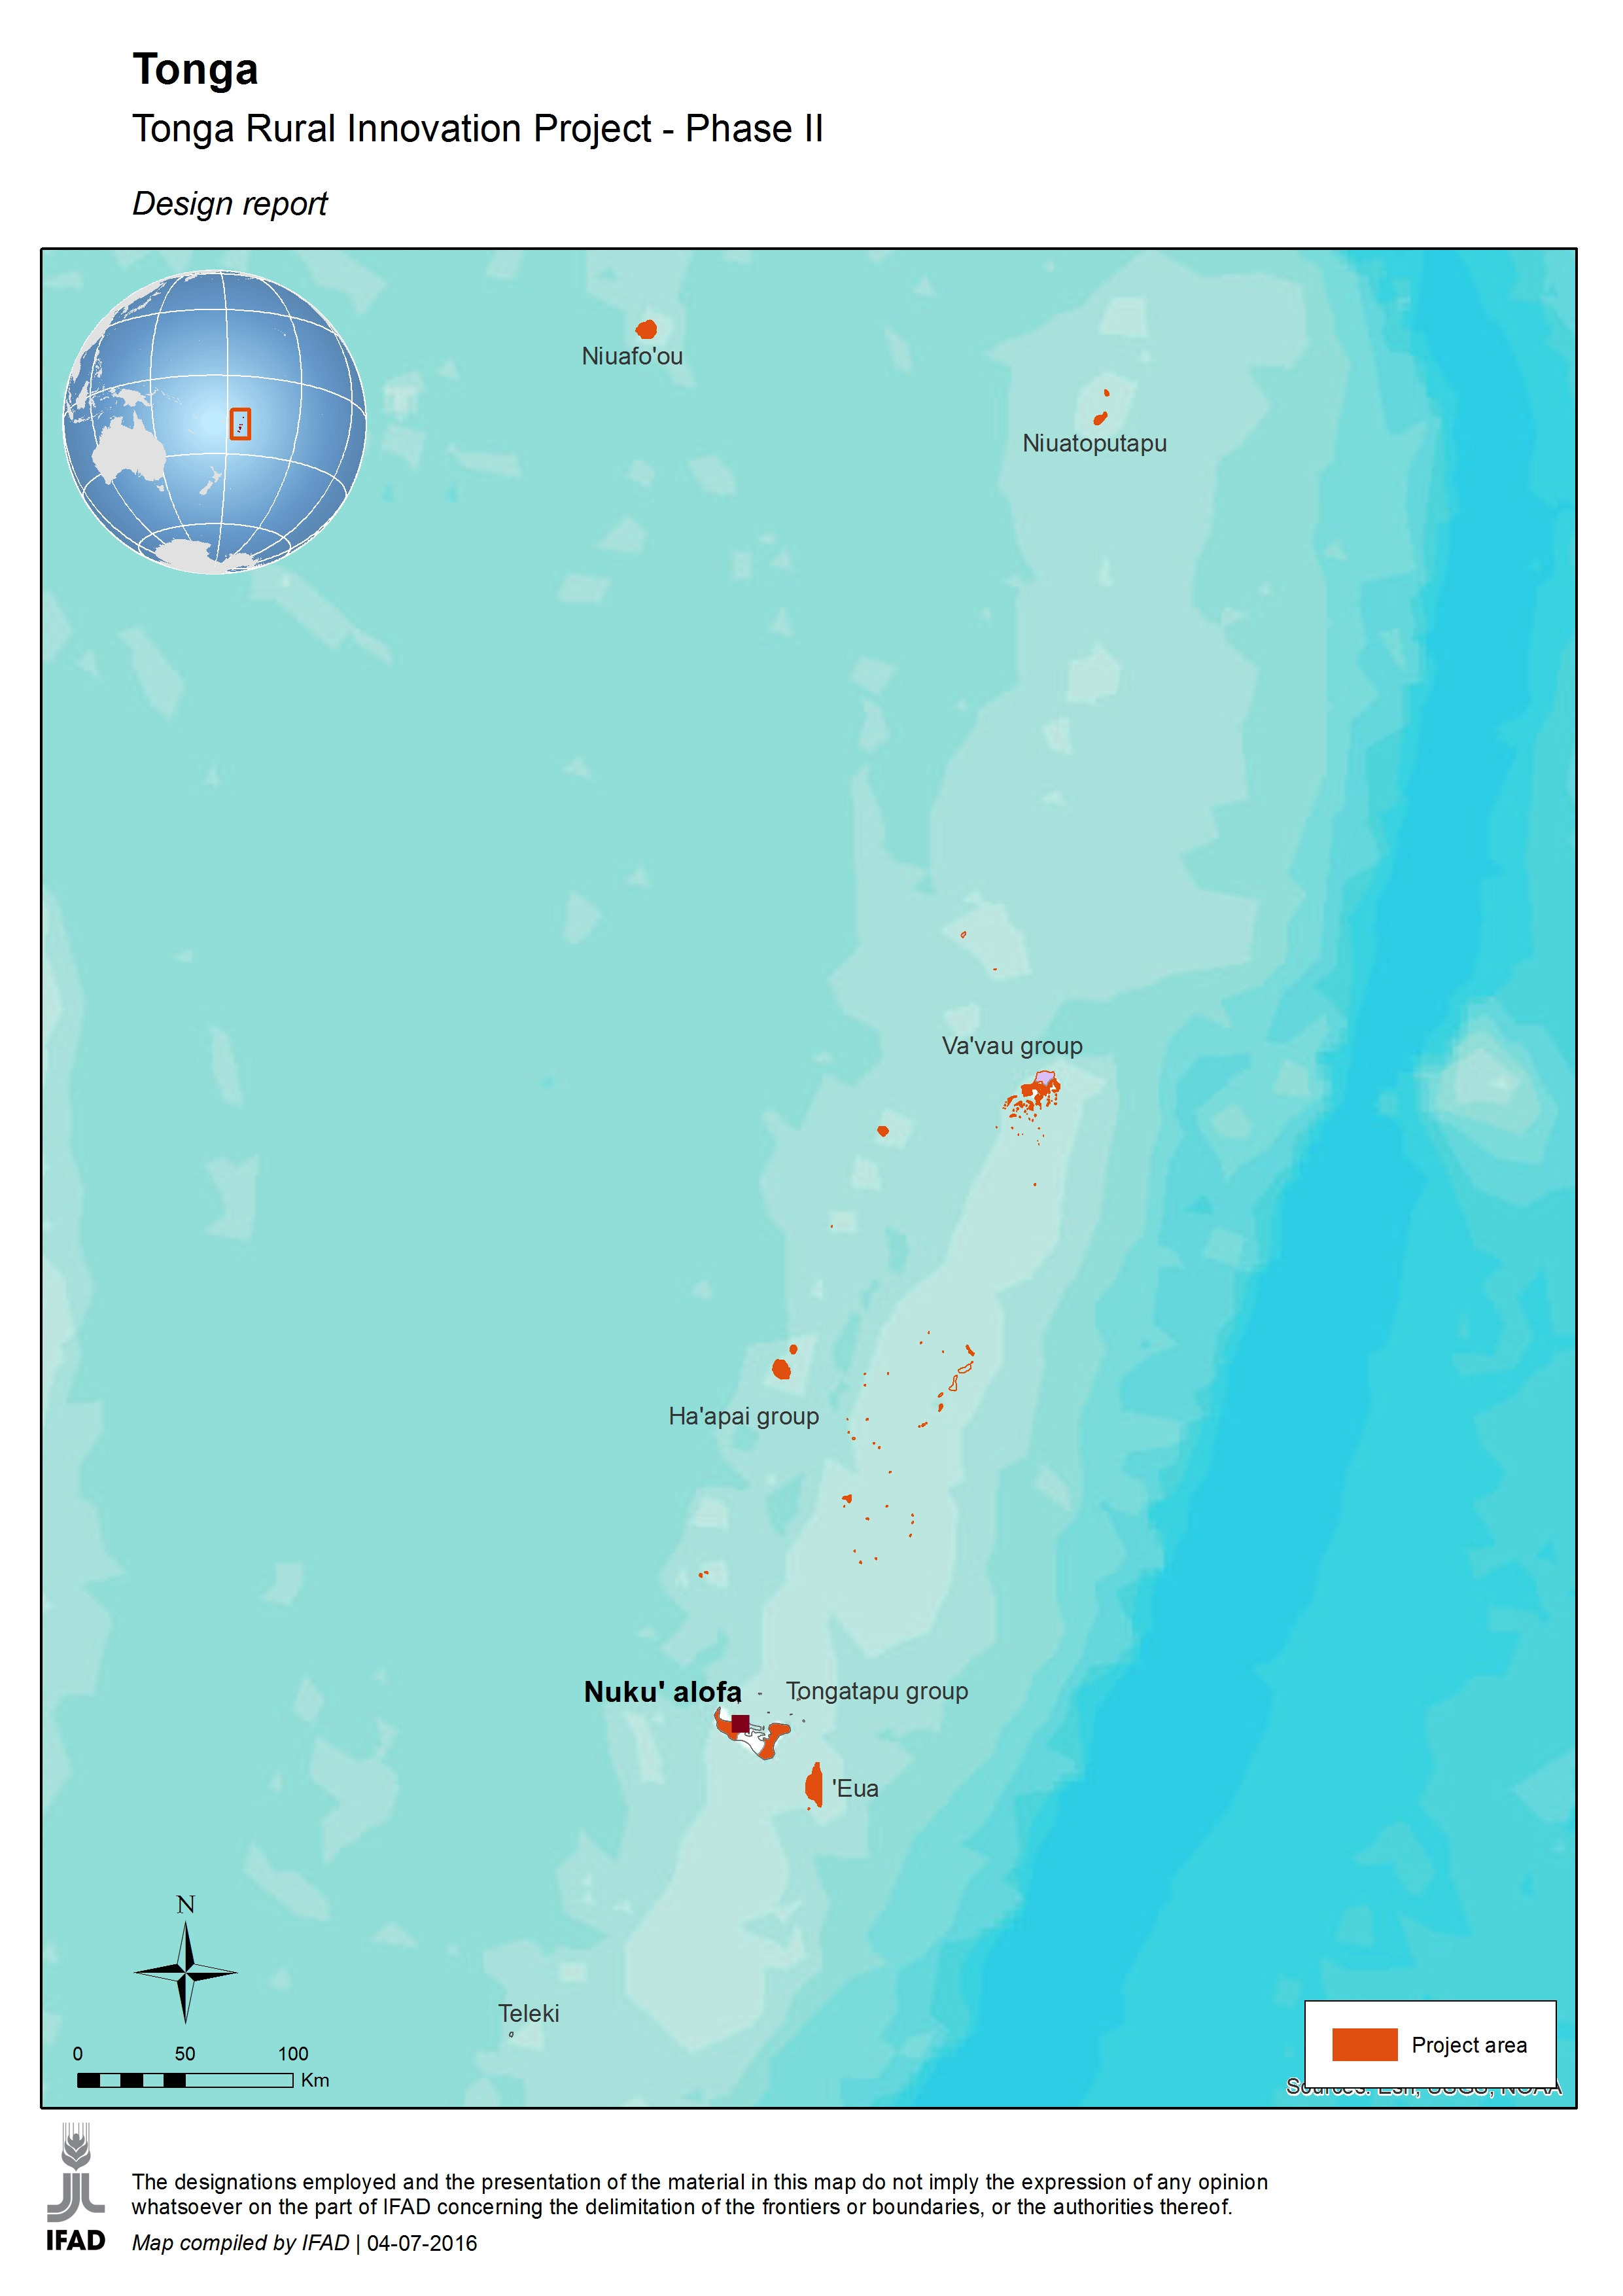 Tonga
Tonga Rural Innovation Project - Phase II
Design report
Niuafo'ou
Niuatoputapu
Va'vau group
Ha'apai group
Nuku' alofa
Tongatapu group
'Eua
N
Teleki
0 50 100
Km
Project area
Sources: Esri, USGS, NOAA
IFAD
The designations employed and the presentation of the material in this map do not imply the expression of any opinion
whatsoever on the part of IFAD concerning the delimitation of the frontiers or boundaries, or the authorities thereof.
Map compiled by IFAD | 04-07-2016